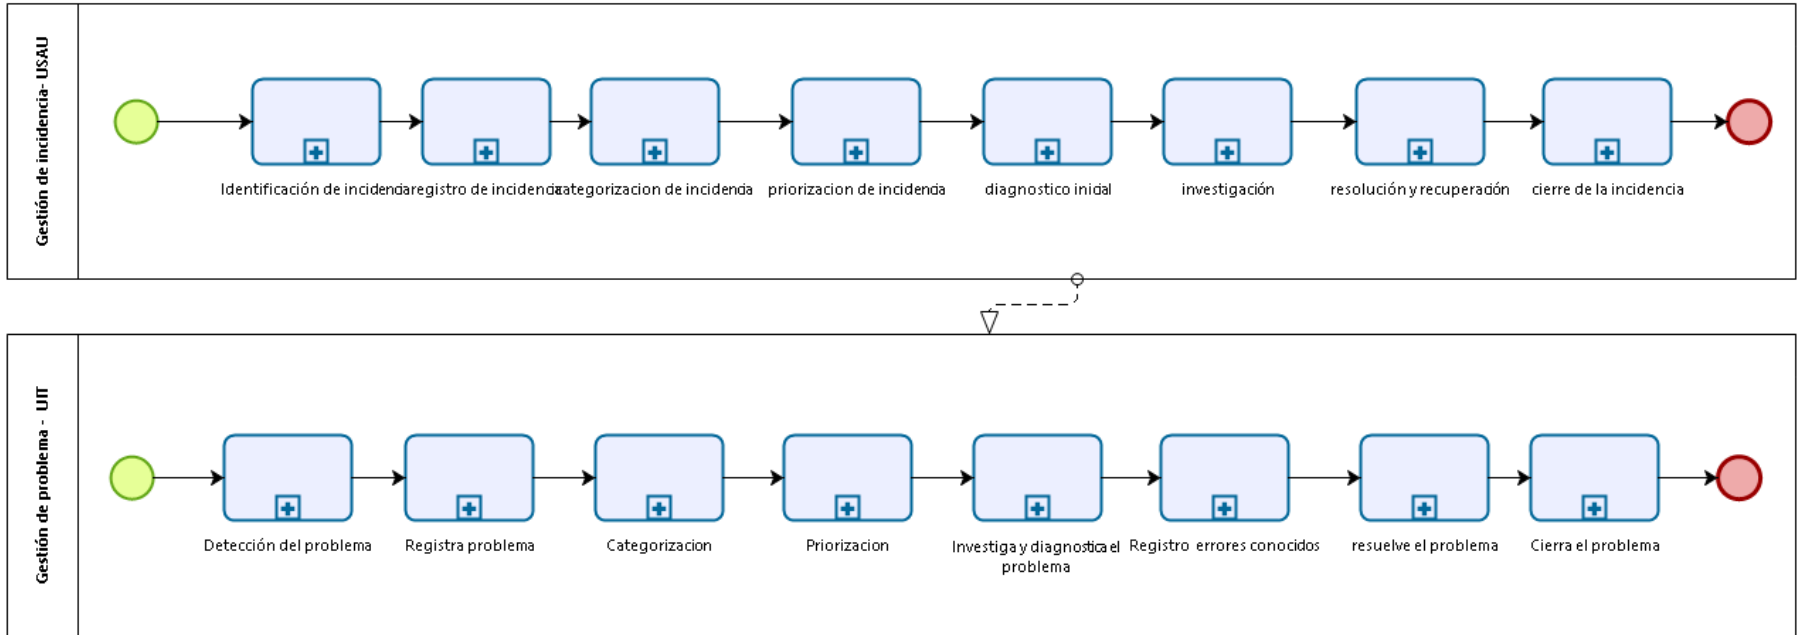 Gestión de incidencia- USAU
Identificación de incidencia
registro de incidencia
categorizacion de incidencia
priorizacion de incidencia
diagnostico inicial
investigación
resolución y recuperación
cierre de la incidencia
Gestión de problema - UIT
Detección del problema
Registra problema
Categorizacion
Priorizacion
Investiga y diagnostica el
problema
Registro errores conocidos
resuelve el problema
Cierra el problema